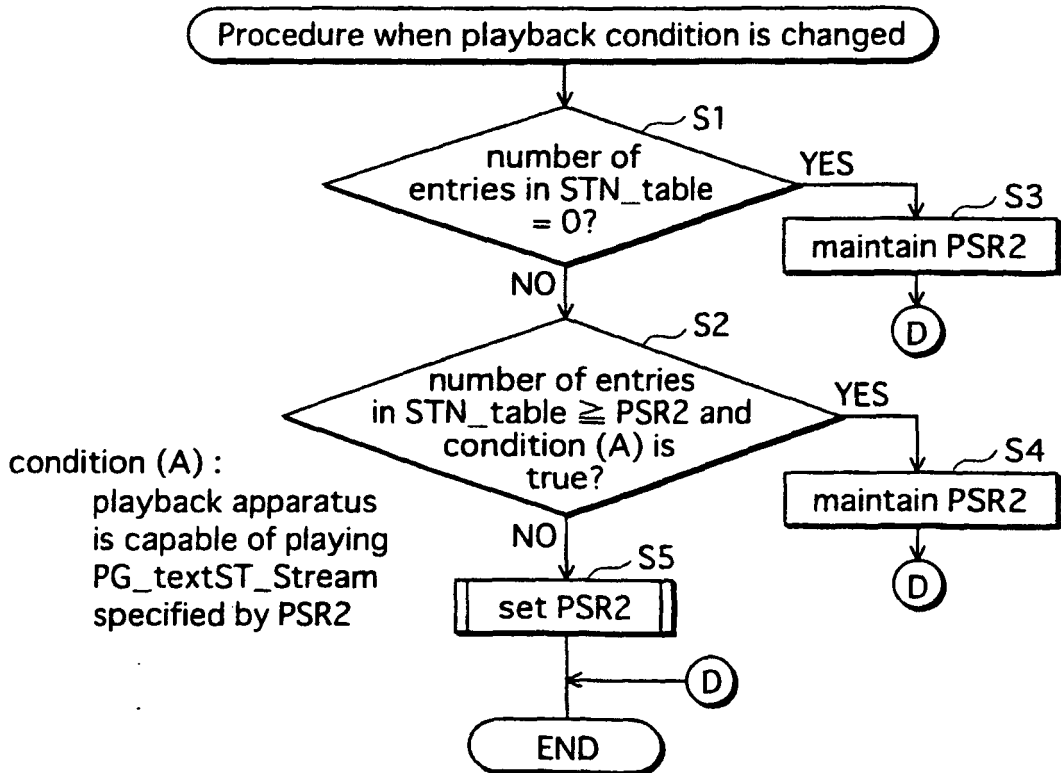 Procedure when playback condition is changed
S1
number of
entries in STN_table
= 0?
YES
S3
maintain PSR2
D
NO
S2
number of entries
in STN_table ≧ PSR2 and
condition (A) is
true?
YES
S4
maintain PSR2
D
condition (A) :
playback apparatus
is capable of playing
PG_textST_Stream
specified by PSR2
NO
S5
set PSR2
D
END